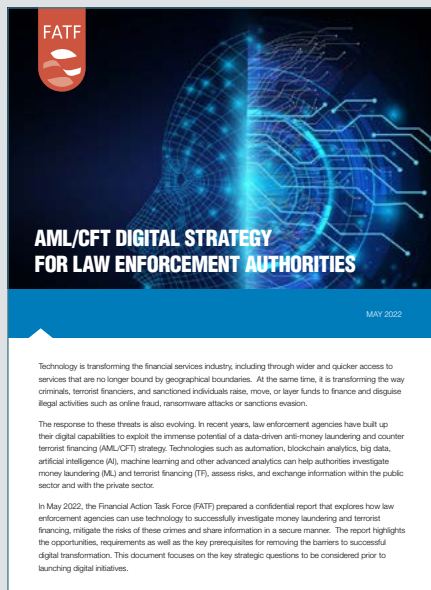 FATF
AML/CFT DIGITAL STRATEGY
FOR LAW ENFORCEMENT AUTHORITIES
MAY 2022
Technology is transforming the financial services industry, including through wider and quicker access to
services that are no longer bound by geographical boundaries. At the same time, it is transforming the way
criminals, terrorist financiers, and sanctioned individuals raise, move, or layer funds to finance and disguise
illegal activities such as online fraud, ransomware attacks or sanctions evasion.
The response to these threats is also evolving. In recent years, law enforcement agencies have built up
their digital capabilities to exploit the immense potential of a data-driven anti-money laundering and counter
terrorist financing (AML/CFT) strategy. Technologies such as automation, blockchain analytics, big data,
artificial intelligence (AI), machine learning and other advanced analytics can help authorities investigate
money laundering (ML) and terrorist financing (TF), assess risks, and exchange information within the public
sector and with the private sector.
In May 2022, the Financial Action Task Force (FATF) prepared a confidential report that explores how law
enforcement agencies can use technology to successfully investigate money laundering and terrorist
financing, mitigate the risks of these crimes and share information in a secure manner. The report highlights
the opportunities, requirements as well as the key prerequisites for removing the barriers to successful
digital transformation. This document focuses on the key strategic questions to be considered prior to
launching digital initiatives.